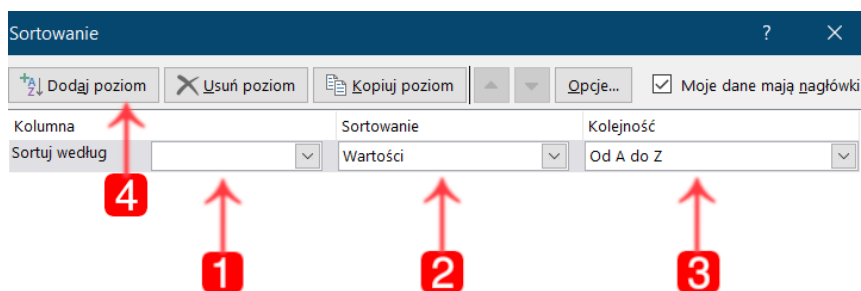 Sortowanie ?
Dodaj poziom Usuń poziom Kopiuj poziom Opcje... Moje dane mają nagłówki
Kolumna Sortowanie Kolejność
Sortuj według Wartości Od A do Z
4
1 2 3